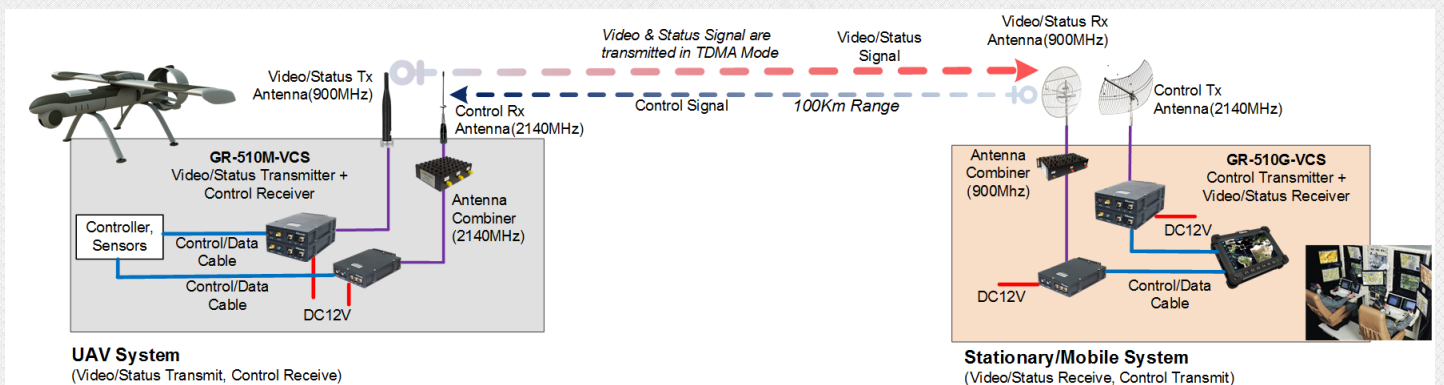 Video & Status Signal are
transmitted in TDMA Mode
Video/Status
Signal
Video/Status Rx
Antenna(900MHz)
Video/Status Tx
Antenna(900MHz)
Control Rx
Antenna(2140MHz)
Control Signal
100Km Range
Control Tx
Antenna(2140MHz)
GR-510M-VCS
Video/Status Transmitter +
Control Receiver
Antenna
Combiner
(2140MHz)
Controller,
Sensors
Control/Data
Cable
Control/Data
Cable
DC12V
Antenna
Combiner
(900Mhz)
GR-510G-VCS
Control Transmitter +
Video/Status Receiver
DC12V
DC12V
Control/Data
Cable
UAV System
(Video/Status Transmit, Control Receive)
Stationary/Mobile System
(Video/Status Receive, Control Transmit)